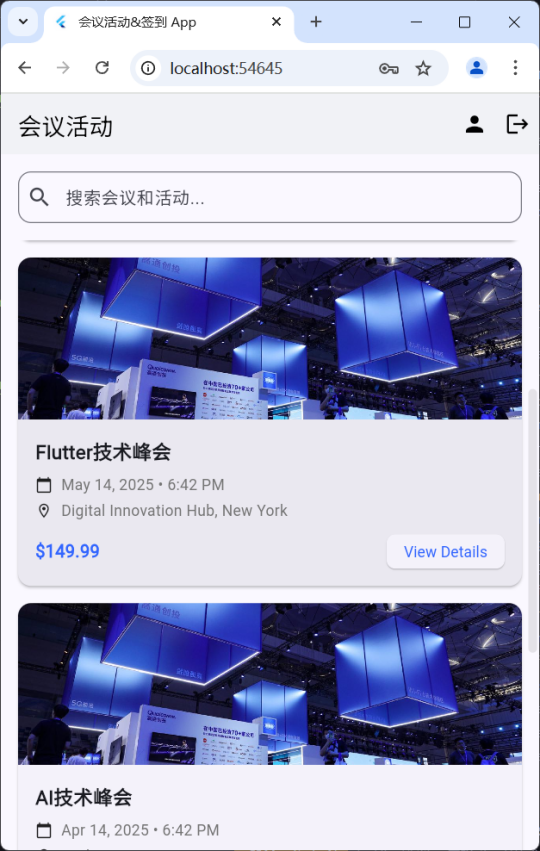 会议活动&签到 App
localhost:54645
会议活动
搜索会议和活动...
5G
Qualcomm
Flutter技术峰会
May 14, 2025 • 6:42 PM
Digital Innovation Hub, New York
$149.99
View Details
Qualcomm
AI技术峰会
Apr 14, 2025 • 6:42 PM